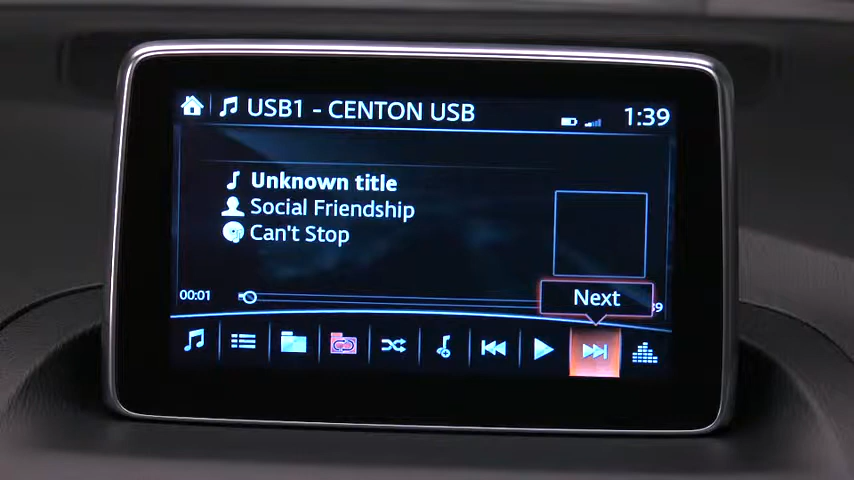 USB1 - CENTON USB
1:39
Unknown title
Social Friendship
Can't Stop
00:01
Next